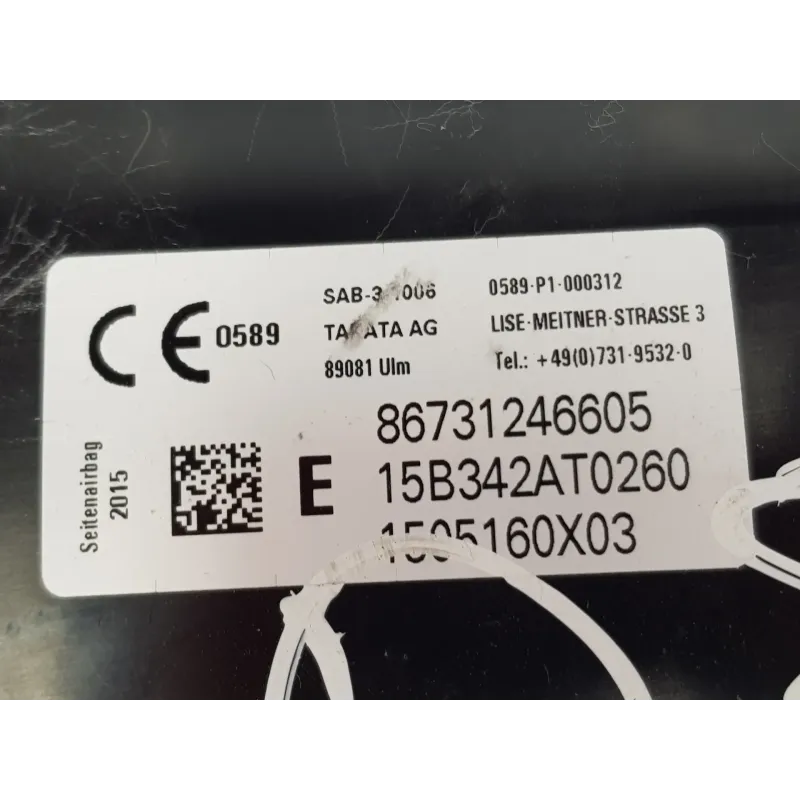 CE 0589
SAB-3
TAKATA AG
89081 Ulm
0589-P1-000312
LISE-MEITNER-STRASSE 3
Tel.: +49(0)731-9532-0
Seitenairbag
2015
E
86731246605
15B342AT0260
1505160X03